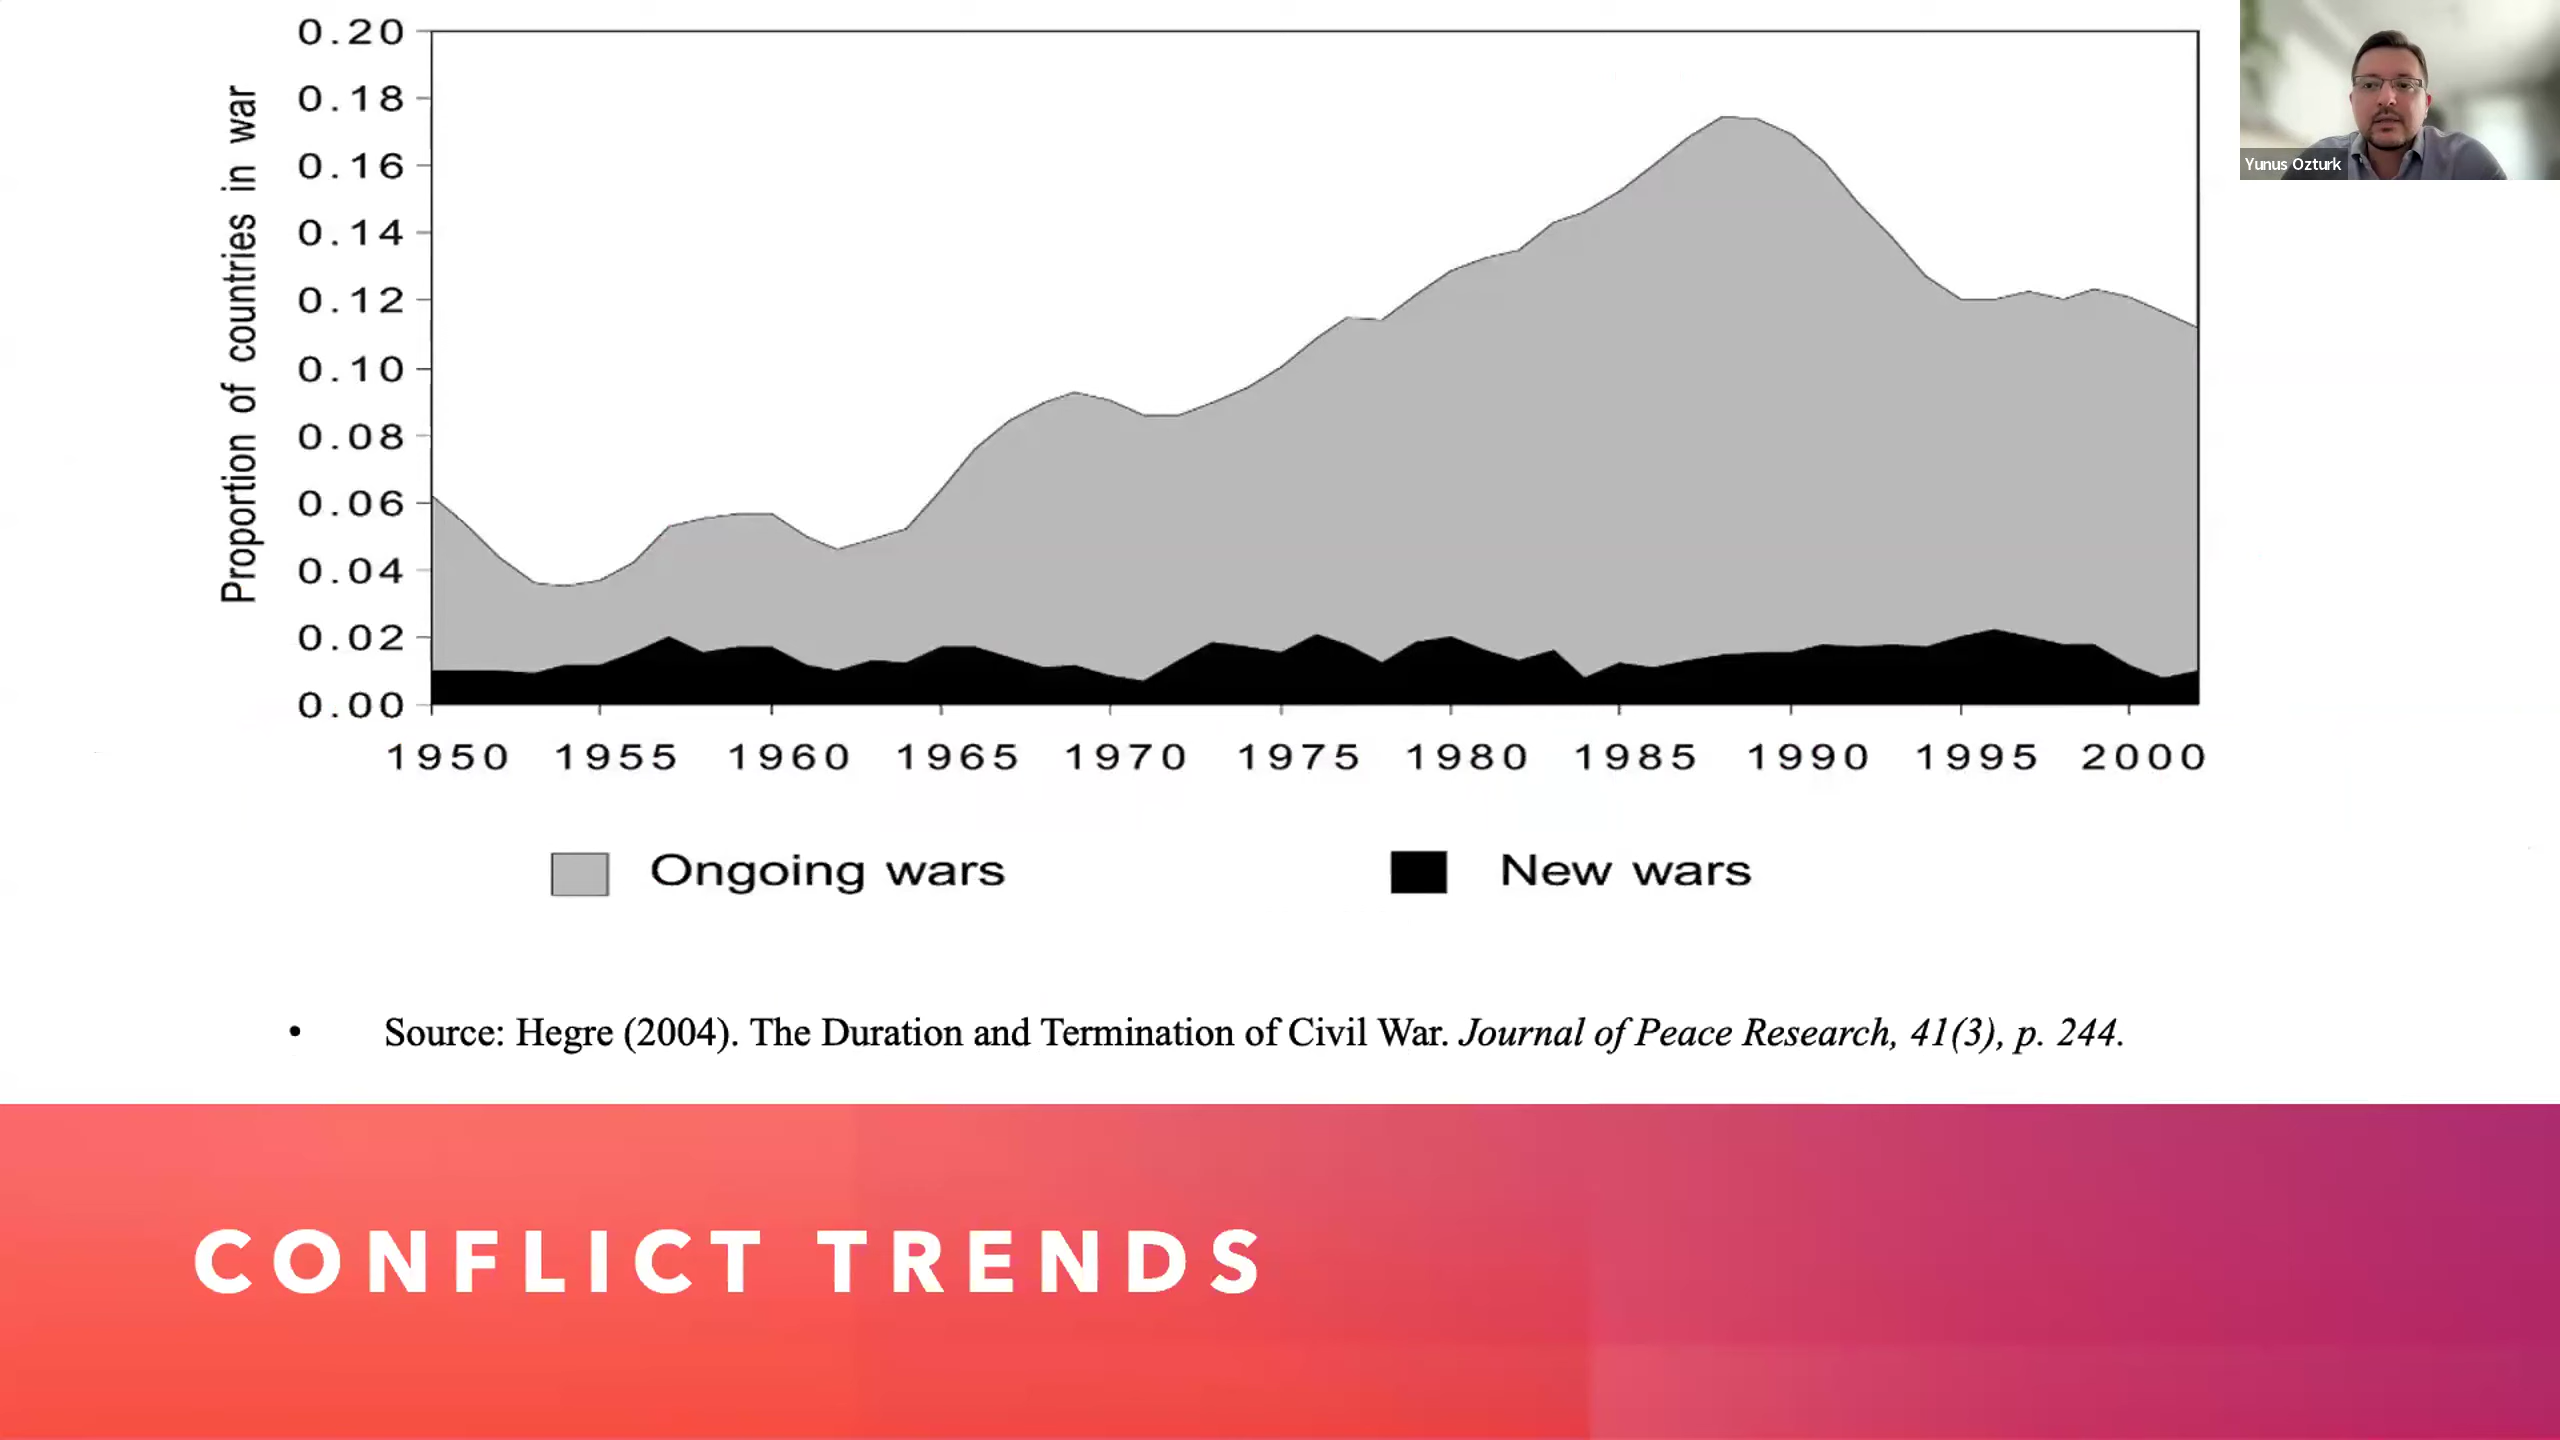 0.20
0.18
0.16
0.14
0.12
0.10
0.08
0.06
0.04
0.02
0.00
Proportion of countries in war
1950 1955 1960 1965 1970 1975 1980 1985 1990 1995 2000
Ongoing wars New wars
• Source: Hegre (2004). The Duration and Termination of Civil War. Journal of Peace Research, 41(3), p. 244.
CONFLICT TRENDS
Yunus Ozturk